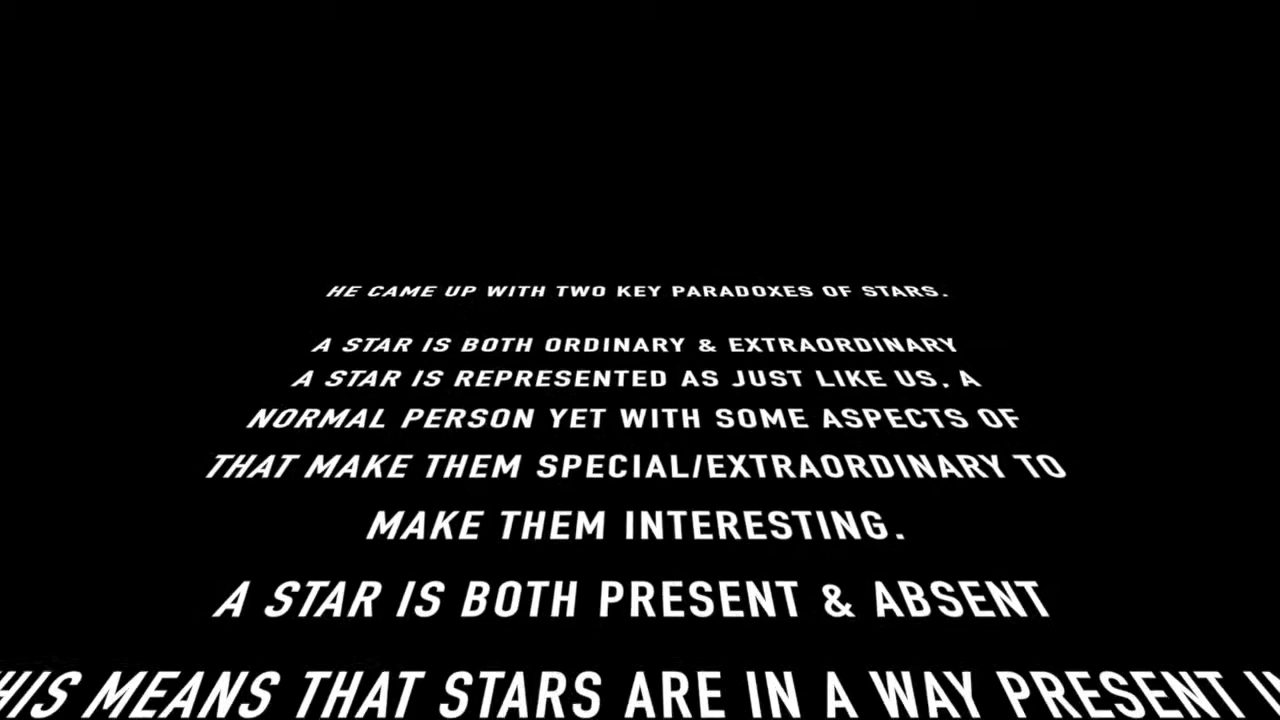 HE CAME UP WITH TWO KEY PARADOXES OF STARS.
A STAR IS BOTH ORDINARY & EXTRAORDINARY
A STAR IS REPRESENTED AS JUST LIKE US, A
NORMAL PERSON YET WITH SOME ASPECTS OF
THAT MAKE THEM SPECIAL/EXTRAORDINARY TO
MAKE THEM INTERESTING.
A STAR IS BOTH PRESENT & ABSENT
MEANS THAT STARS ARE IN A WAY PRESENT